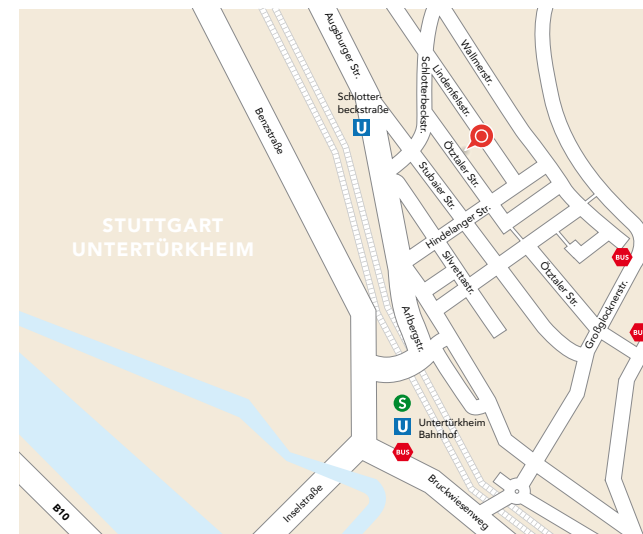 Augsburger Str.
Wallmerstr.
Lindenfelsstr.
Schlotterbeckstr.
Schlotter-
beckstraße
U
Benzstraße
Ötztaler Str.
Stubaier Str.
STUTTGART
UNTERTÜRKHEIM
Hindelanger Str.
Silvrettastr.
BUS
Ötztaler Str.
Großglocknerstr.
Arlbergstr.
BU
S
U
Untertürkheim
Bahnhof
BUS
Bruckwiesenweg
Inselstraße
B10